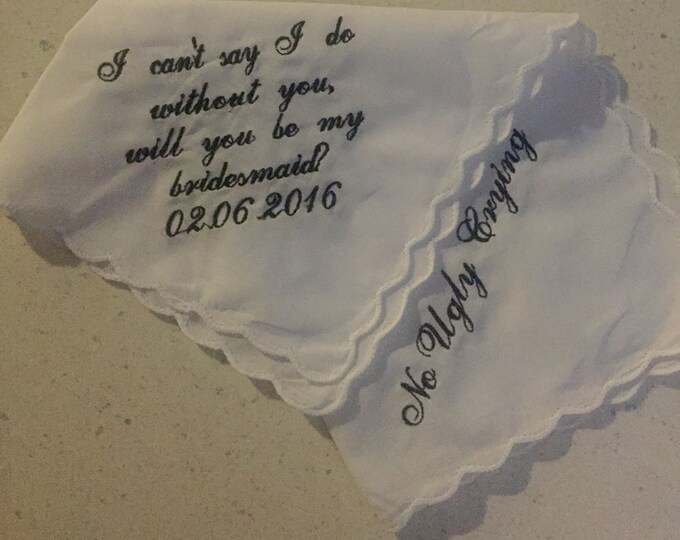 I can't say I do
without you,
will you be my
bridesmaid?
02.06.2016
No Ugly Crying